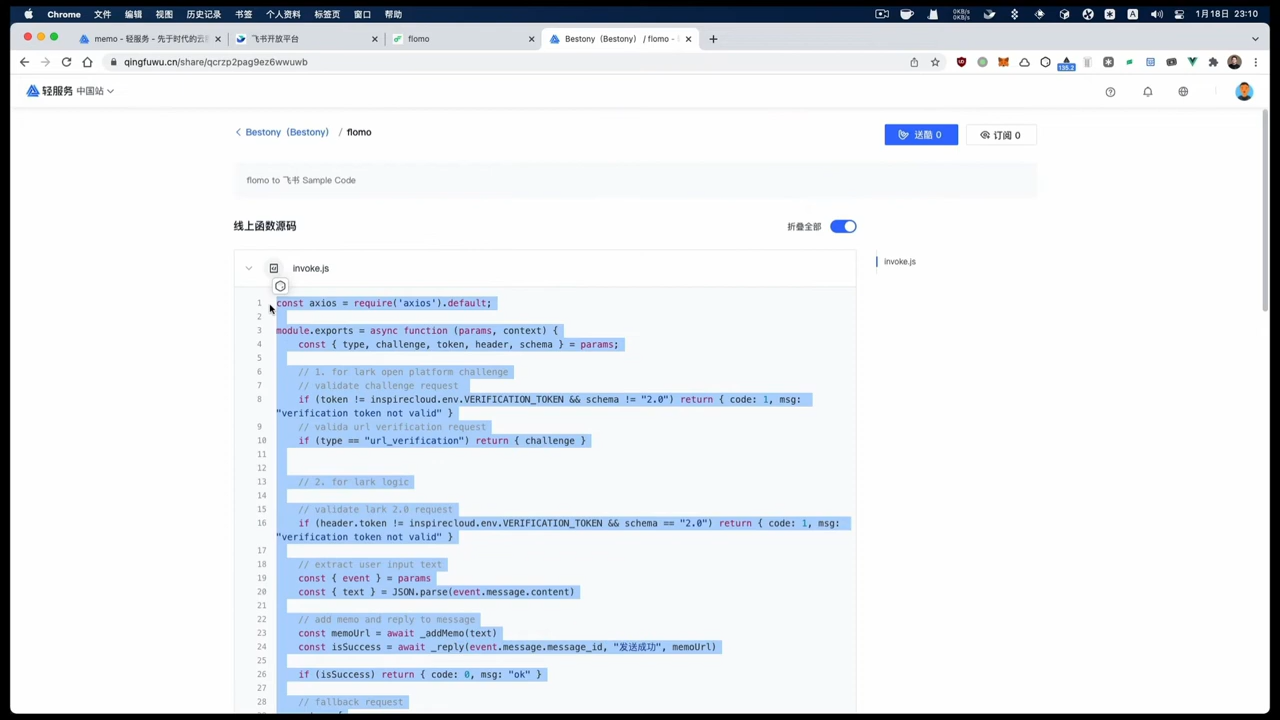 Chrome 文件 编辑 视图 历史记录 书签 个人资料 标签页 窗口 帮助 0KB/s 0KB/s A 1月18日 23:10
memo - 轻服务 - 先于时代的云 飞书开放平台 flomo Bestony（Bestony） / flomo -
qingfuwu.cn/share/qcrzp2pag9ez6wwuwb
轻服务 中国站
Bestony（Bestony） / flomo 送酷 0 订阅 0
flomo to 飞书 Sample Code
线上函数源码 折叠全部
invoke.js invoke.js
1 const axios = require('axios').default;
2
3 module.exports = async function (params, context) {
4 const { type, challenge, token, header, schema } = params;
5
6 // 1. for lark open platform challenge
7 // validate challenge request
8 if (token != inspirecloud.env.VERIFICATION_TOKEN && schema != "2.0") return { code: 1, msg:
"verification token not valid" }
9 // valida url verification request
10 if (type == "url_verification") return { challenge }
11
12
13 // 2. for lark logic
14
15 // validate lark 2.0 request
16 if (header.token != inspirecloud.env.VERIFICATION_TOKEN && schema == "2.0") return { code: 1, msg:
"verification token not valid" }
17
18 // extract user input text
19 const { event } = params
20 const { text } = JSON.parse(event.message.content)
21
22 // add memo and reply to message
23 const memoUrl = await _addMemo(text)
24 const isSuccess = await _reply(event.message.message_id, "发送成功", memoUrl)
25
26 if (isSuccess) return { code: 0, msg: "ok" }
27
28 // fallback request